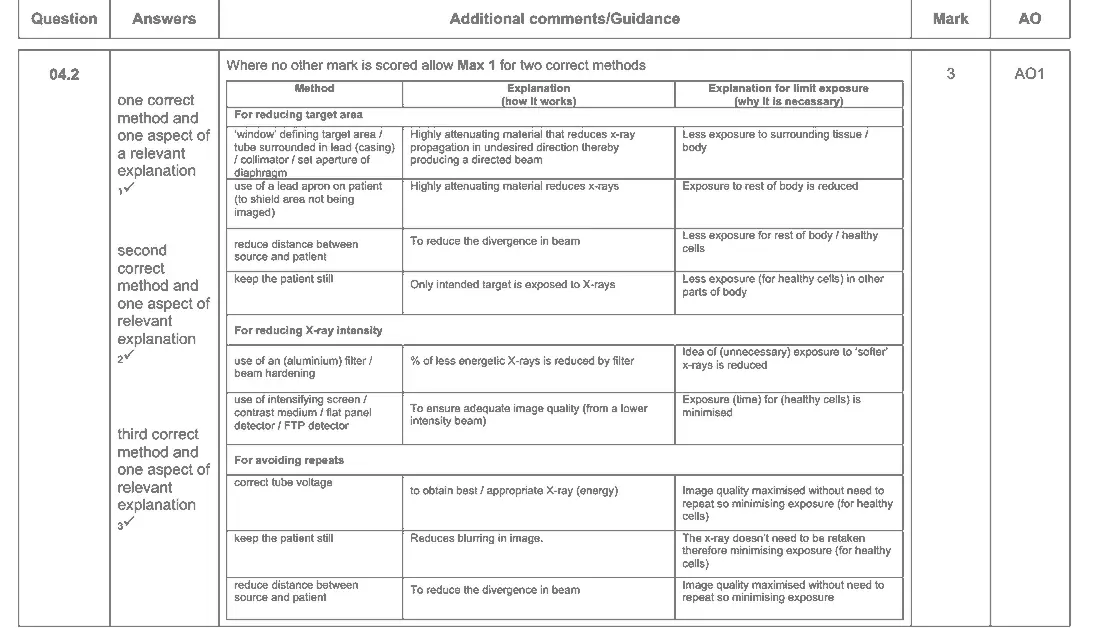 Question Answers Additional comments/Guidance Mark AO
04.2
one correct
method and
one aspect of
a relevant
explanation
1✓
second
correct
method and
one aspect of
relevant
explanation
2✓
third correct
method and
one aspect of
relevant
explanation
3✓
Where no other mark is scored allow Max 1 for two correct methods
Method
Explanation
(how it works)
Explanation for limit exposure
(why it is necessary)
For reducing target area
'window' defining target area /
tube surrounded in lead (casing)
/ collimator / set aperture of
diaphragm
Highly attenuating material that reduces x-ray
propagation in undesired direction thereby
producing a directed beam
Less exposure to surrounding tissue /
body
use of a lead apron on patient
(to shield area not being
imaged)
Highly attenuating material reduces x-rays
Exposure to rest of body is reduced
reduce distance between
source and patient
To reduce the divergence in beam
Less exposure for rest of body / healthy
cells
keep the patient still
Only intended target is exposed to X-rays
Less exposure (for healthy cells) in other
parts of body
For reducing X-ray intensity
use of an (aluminium) filter /
beam hardening
% of less energetic X-rays is reduced by filter
Idea of (unnecessary) exposure to 'softer'
x-rays is reduced
use of intensifying screen /
contrast medium / flat panel
detector / FTP detector
To ensure adequate image quality (from a lower
intensity beam)
Exposure (time) for (healthy cells) is
minimised
For avoiding repeats
correct tube voltage
to obtain best / appropriate X-ray (energy)
Image quality maximised without need to
repeat so minimising exposure (for healthy
cells)
keep the patient still
Reduces blurring in image.
The x-ray doesn't need to be retaken
therefore minimising exposure (for healthy
cells)
reduce distance between
source and patient
To reduce the divergence in beam
Image quality maximised without need to
repeat so minimising exposure
3
AO1